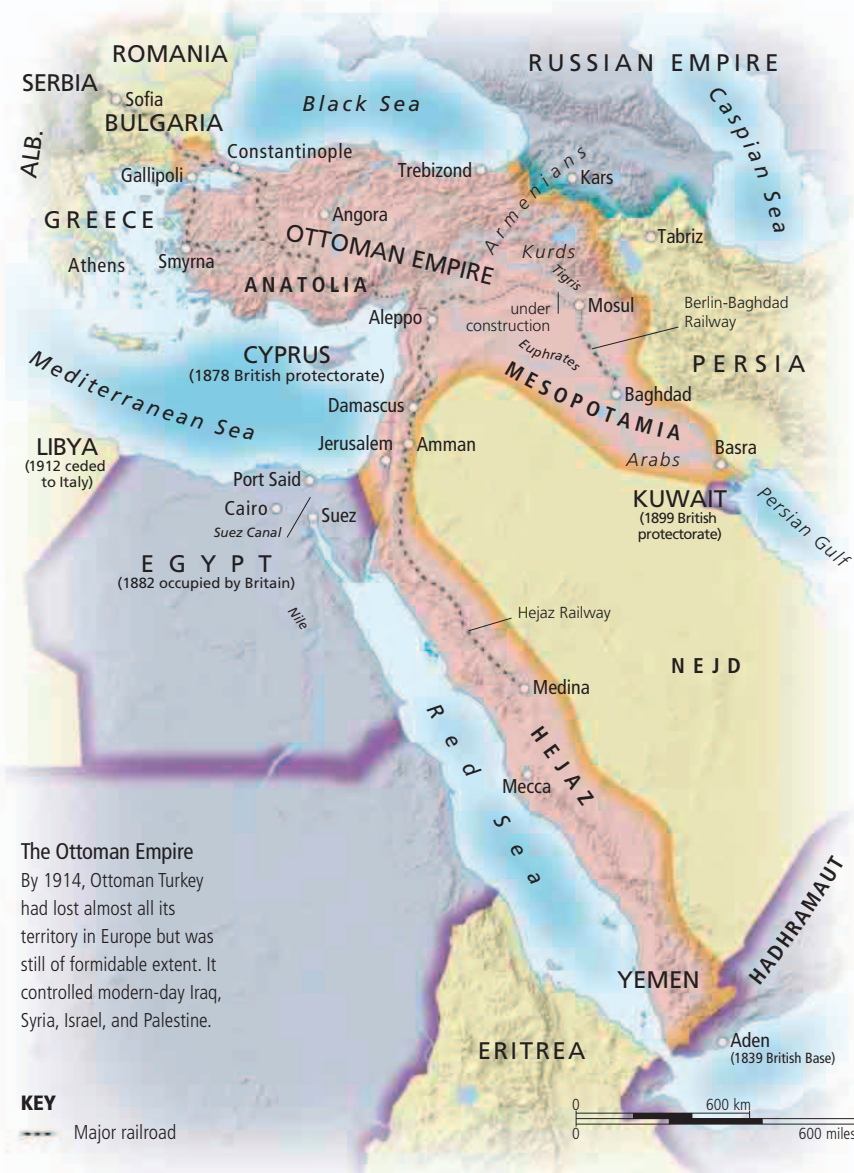 ROMANIA
RUSSIAN EMPIRE
SERBIA
Sofia
Black Sea
Caspian Sea
BULGARIA
ALB.
Constantinople
Trebizond
Armenians
Kars
Gallipoli
GREECE
Angora
Tabriz
OTTOMAN EMPIRE
Kurds
Athens
Smyrna
Tigris
ANATOLIA
Mosul
Berlin-Baghdad
Railway
under
construction
Aleppo
CYPRUS
(1878 British protectorate)
Euphrates
PERSIA
Mediterranean Sea
MESOPOTAMIA
Baghdad
Damascus
LIBYA
(1912 ceded
to Italy)
Jerusalem
Amman
Arabs
Basra
Port Said
KUWAIT
(1899 British
protectorate)
Persian Gulf
Cairo
Suez
Suez Canal
EGYPT
(1882 occupied by Britain)
Nile
Hejaz Railway
NEJD
Medina
Red Sea
HEJAZ
Mecca
The Ottoman Empire
By 1914, Ottoman Turkey
had lost almost all its
territory in Europe but was
still of formidable extent. It
controlled modern-day Iraq,
Syria, Israel, and Palestine.
HADHRAMAUT
YEMEN
Aden
(1839 British Base)
ERITREA
KEY
Major railroad
0 600 km
0 600 miles